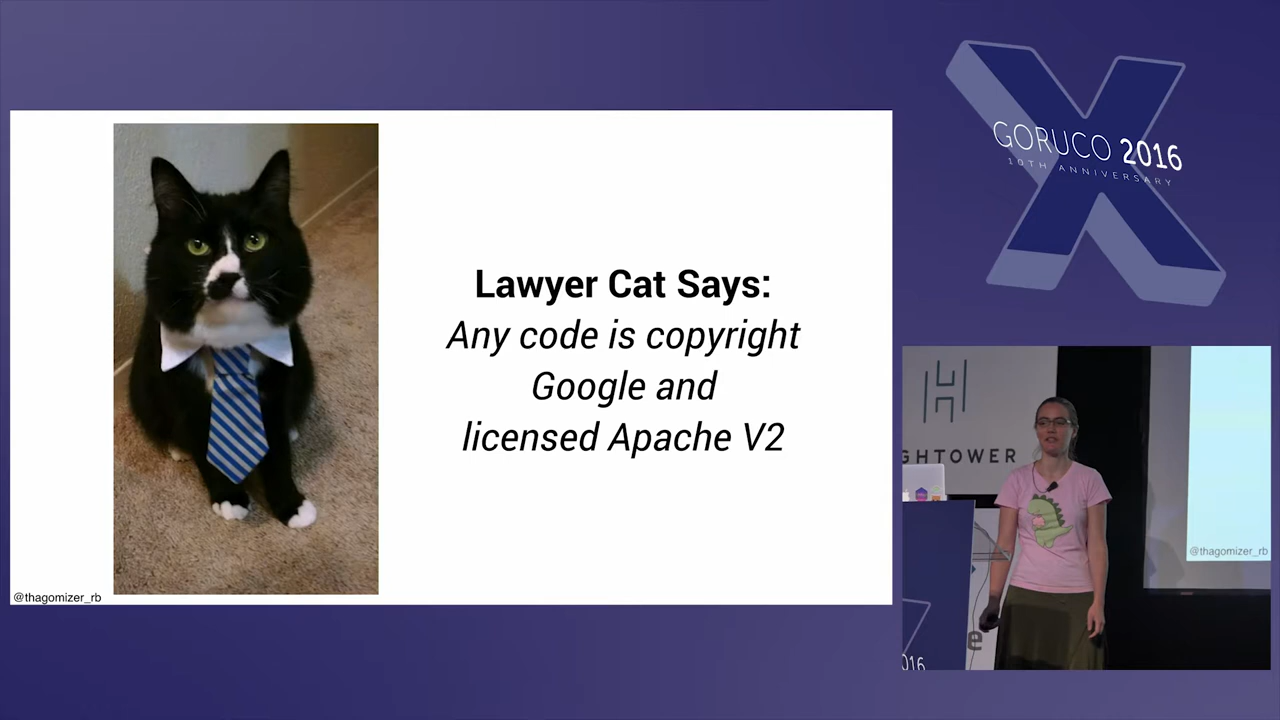 Lawyer Cat Says:
Any code is copyright
Google and
licensed Apache V2
@thagomizer_rb
GORUCO 2016
10TH ANNIVERSARY
GHTOWER
@thagomizer_rb
016
e